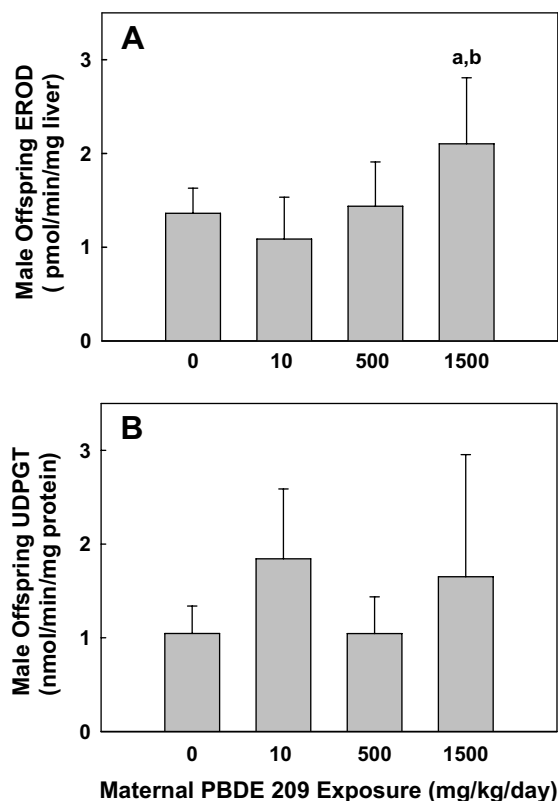 A
a,b
Male Offspring EROD
( pmol/min/mg liver)
3
2
1
0
0 10 500 1500
B
Male Offspring UDPGT
(nmol/min/mg protein)
3
2
1
0
0 10 500 1500
Maternal PBDE 209 Exposure (mg/kg/day)